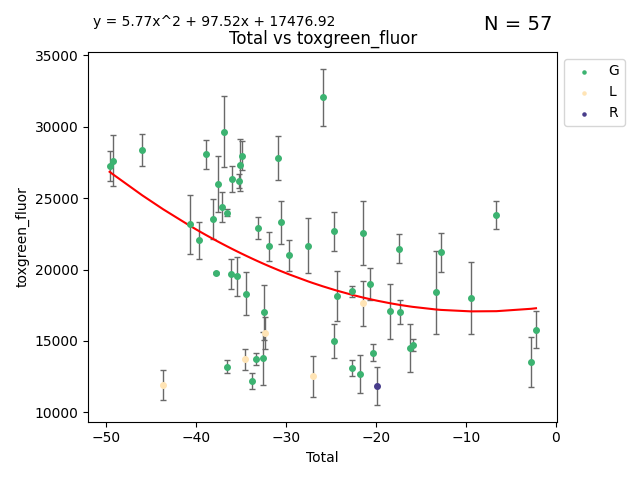 y = 5.77x^2 + 97.52x + 17476.92
N = 57
Total vs toxgreen_fluor
35000
30000
25000
20000
15000
10000
toxgreen_fluor
−50
−40
−30
−20
−10
0
Total
G
L
R